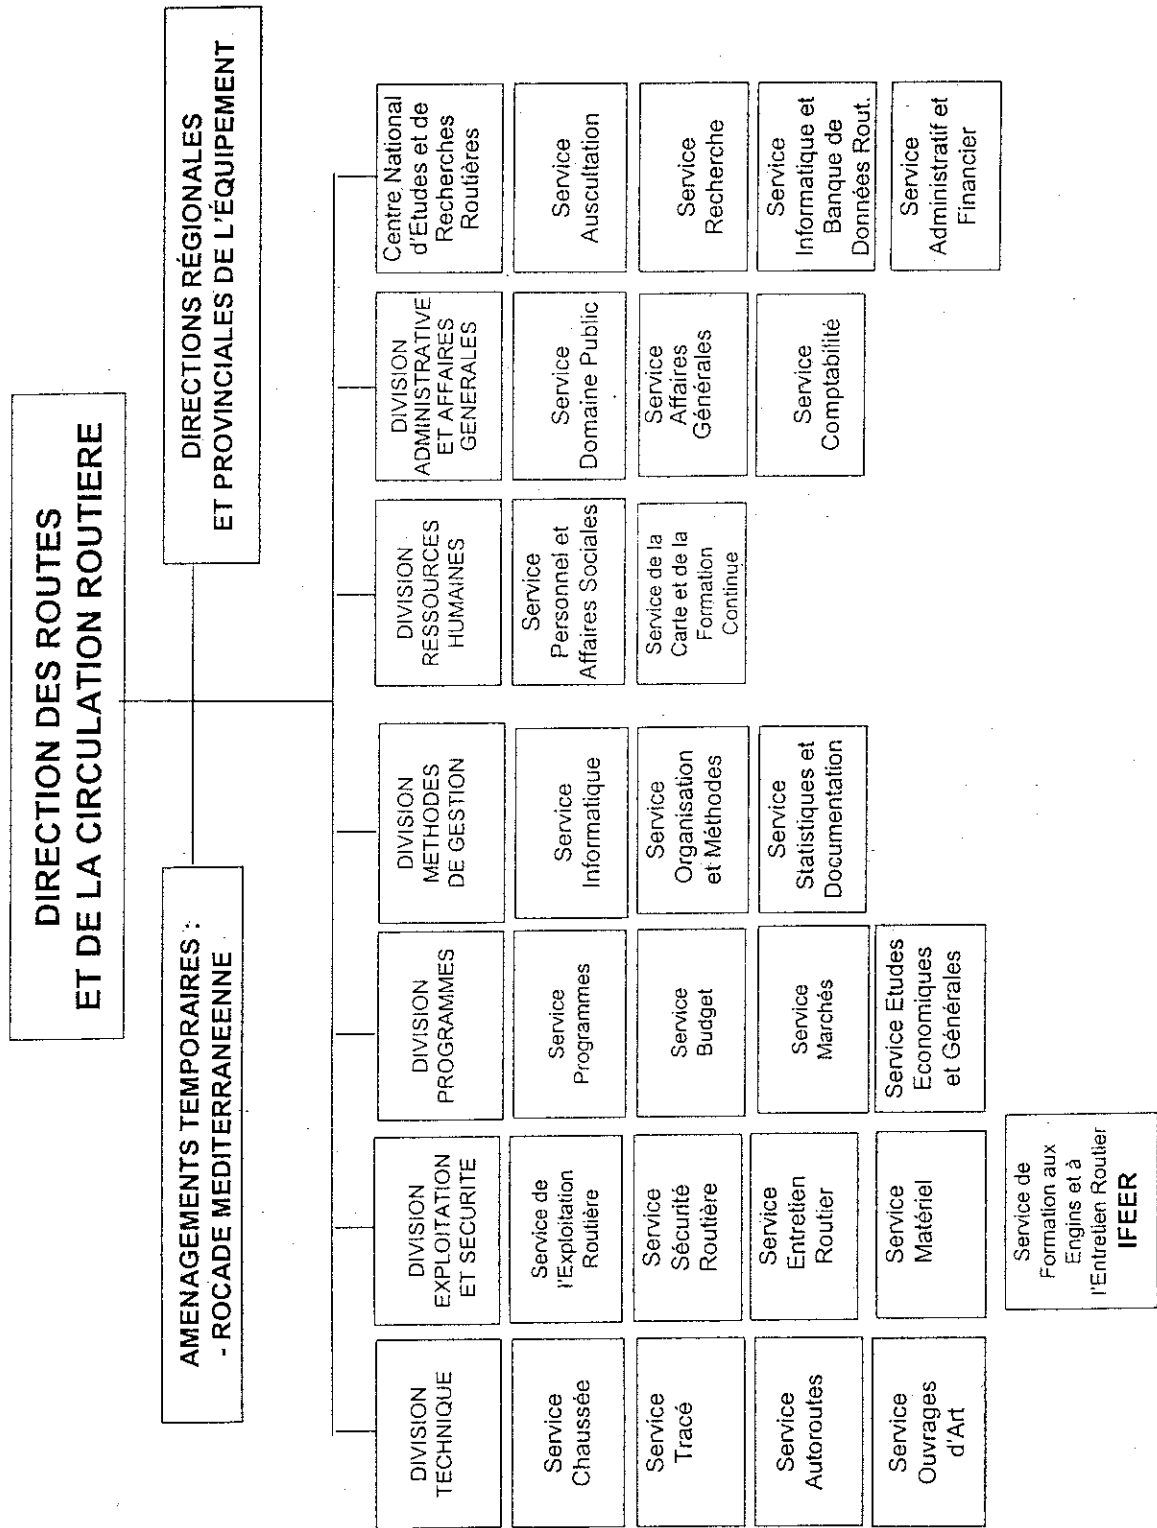 DIRECTION DES ROUTES
ET DE LA CIRCULATION ROUTIERE
AMENAGEMENTS TEMPORAIRES :
- ROCADE MEDITERRANEENNE
DIRECTIONS RÉGIONALES
ET PROVINCIALES DE L'ÉQUIPEMENT
DIVISION
TECHNIQUE
Service
Chaussée
Service
Tracé
Service
Autoroutes
Service
Ouvrages
d'Art
DIVISION
EXPLOITATION
ET SECURITE
Service de
l'Exploitation
Routière
Service
Sécurité
Routière
Service
Entretien
Routier
Service
Matériel
Service de
Formation aux
Engins et à
l'Entretien Routier
IFEER
DIVISION
PROGRAMMES
Service
Programmes
Service
Budget
Service
Marchés
Service Etudes
Economiques
et Générales
DIVISION
METHODES
DE GESTION
Service
Informatique
Service
Organisation
et Méthodes
Service
Statistiques et
Documentation
DIVISION
RESSOURCES
HUMAINES
Service
Personnel et
Affaires Sociales
Service de la
Carte et de la
Formation
Continue
DIVISION
ADMINISTRATIVE
ET AFFAIRES
GENERALES
Service
Domaine Public
Service
Affaires
Générales
Service
Comptabilité
Centre National
d'Etudes et de
Recherches
Routières
Service
Auscultation
Service
Recherche
Service
Informatique et
Banque de
Données Rout.
Service
Administratif et
Financier